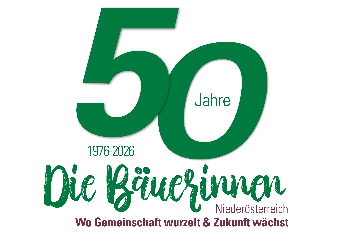 50
Jahre
1976-2026
Die Bäuerinnen
Niederösterreich
Wo Gemeinschaft wurzelt & Zukunft wächst